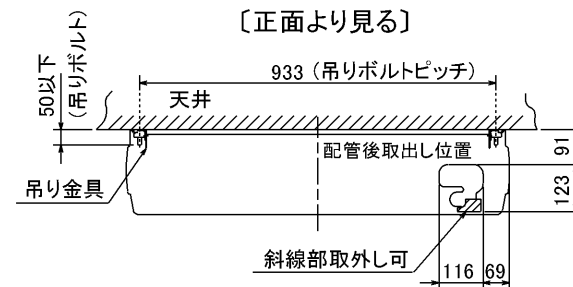 〔正面より見る〕
933 (吊りボルトピッチ)
50以下
(吊りボルト)
天井
配管後取出し位置
91
吊り金具
123
斜線部取外し可
116
69